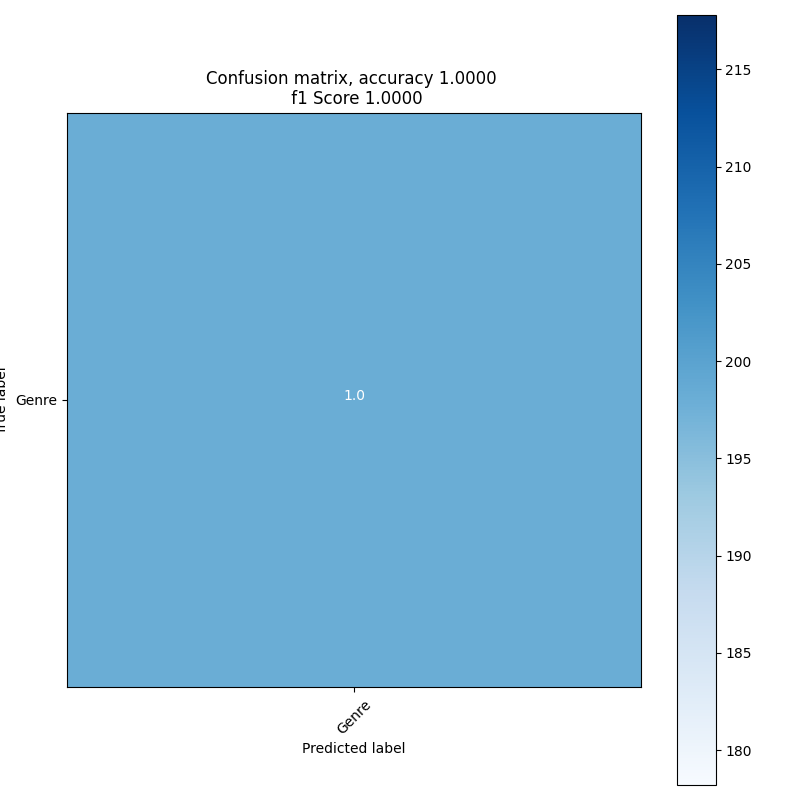 Confusion matrix, accuracy 1.0000
f1 Score 1.0000
215
210
205
200
195
190
185
180
Genre
1.0
Genre
Predicted label